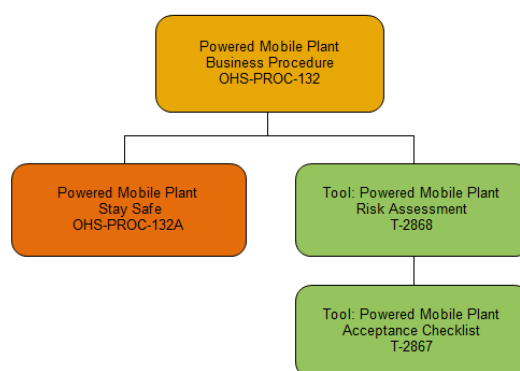 Powered Mobile Plant
Business Procedure
OHS-PROC-132
Powered Mobile Plant
Stay Safe
OHS-PROC-132A
Tool: Powered Mobile Plant
Risk Assessment
T-2868
Tool: Powered Mobile Plant
Acceptance Checklist
T-2867